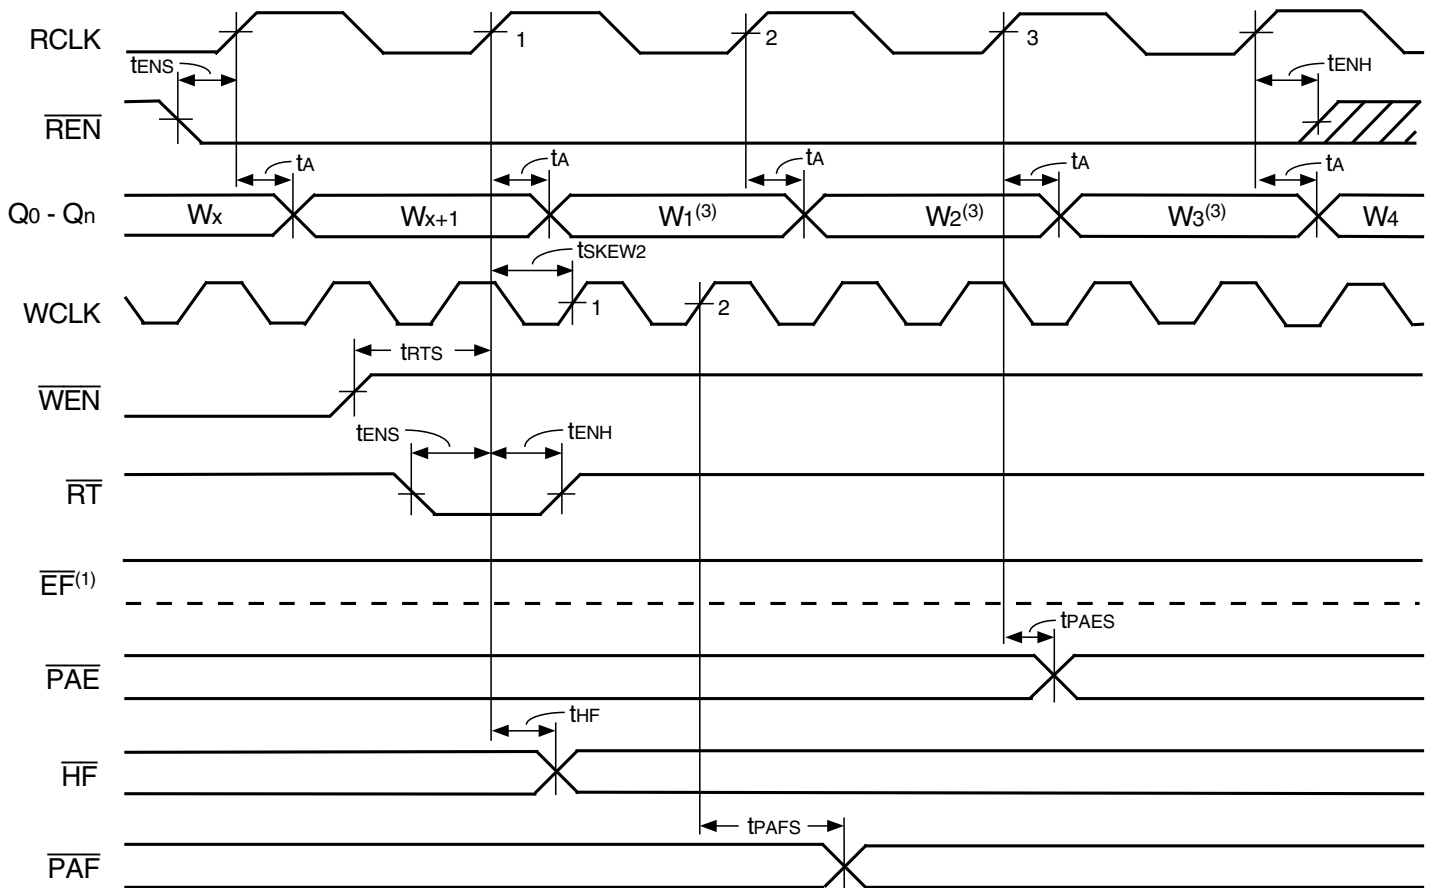 RCLK 1 2 3
tENS tENH
REN
tA tA tA tA tA
Q0 - Qn Wx Wx+1 W1(3) W2(3) W3(3) W4
tSKEW2
WCLK 1 2
tRTS
WEN
tENS tENH
RT
EF(1)
tPAES
PAE
tHF
HF
tPAFS
PAF